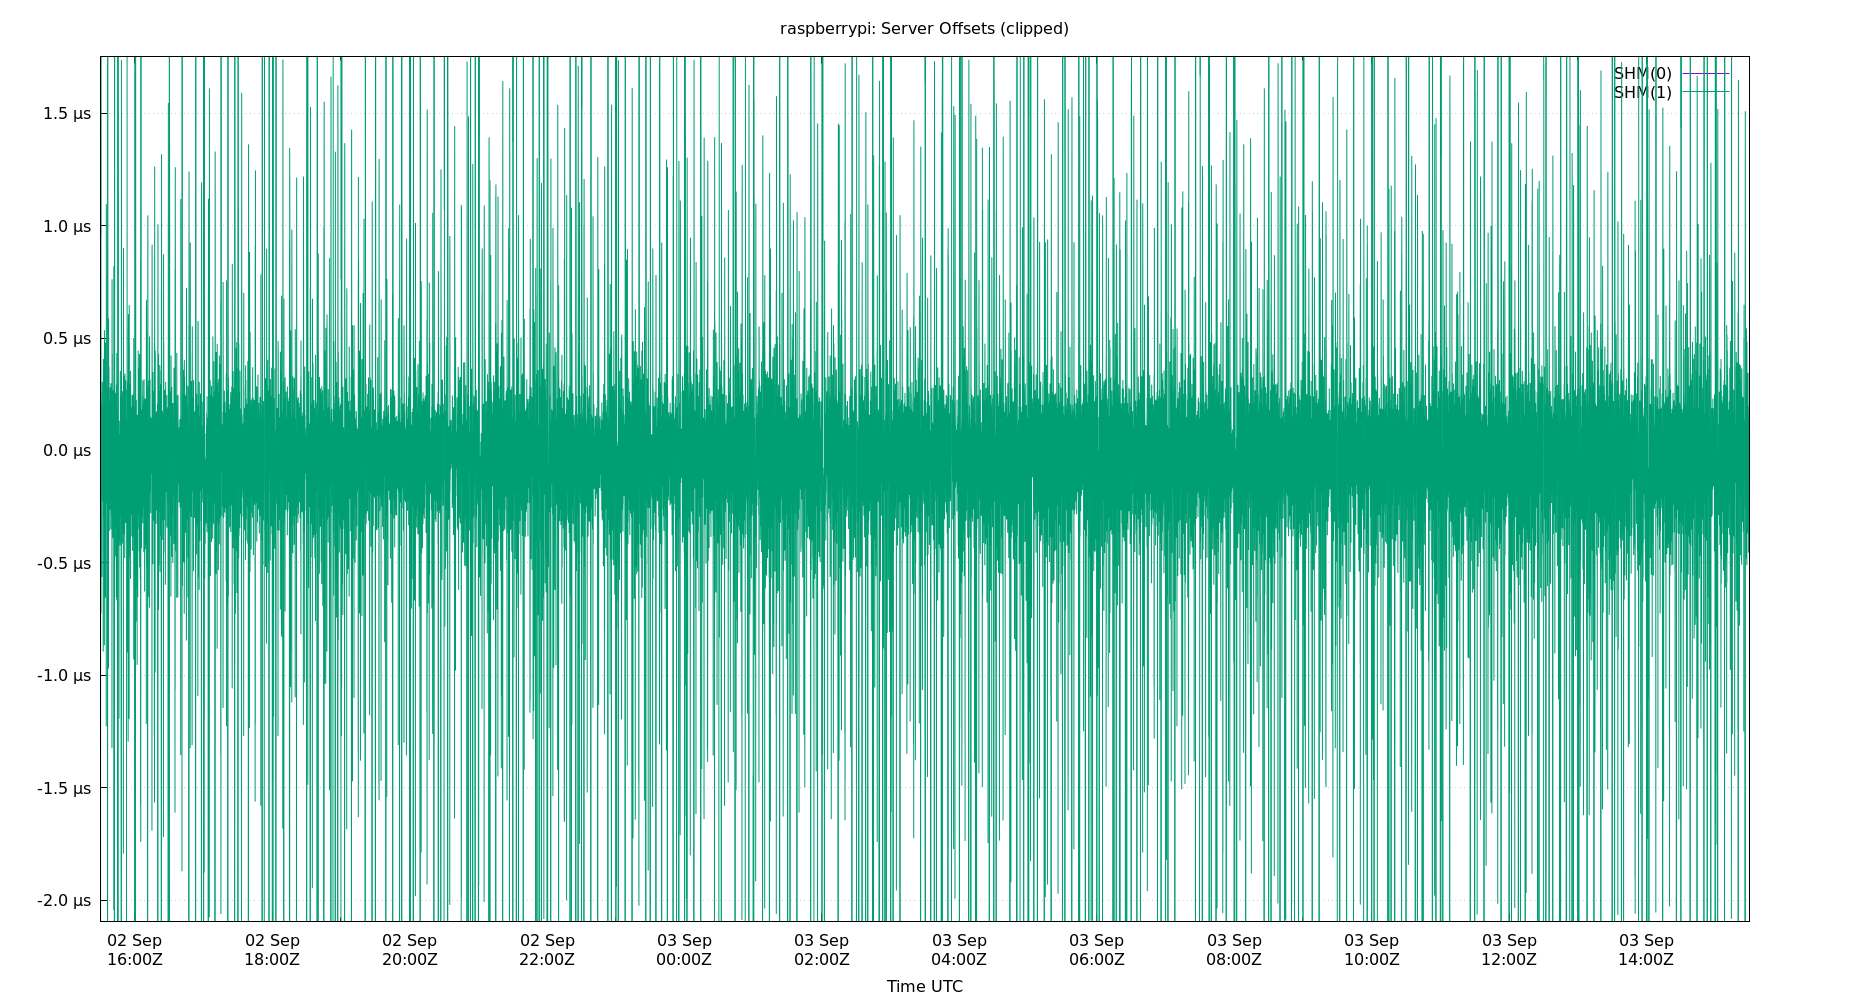 raspberrypi: Server Offsets (clipped)
SHM(0)
SHM(1)
1.5 µs
1.0 µs
0.5 µs
0.0 µs
-0.5 µs
-1.0 µs
-1.5 µs
-2.0 µs
02 Sep 02 Sep 02 Sep 02 Sep 03 Sep 03 Sep 03 Sep 03 Sep 03 Sep 03 Sep 03 Sep 03 Sep
16:00Z 18:00Z 20:00Z 22:00Z 00:00Z 02:00Z 04:00Z 06:00Z 08:00Z 10:00Z 12:00Z 14:00Z
Time UTC